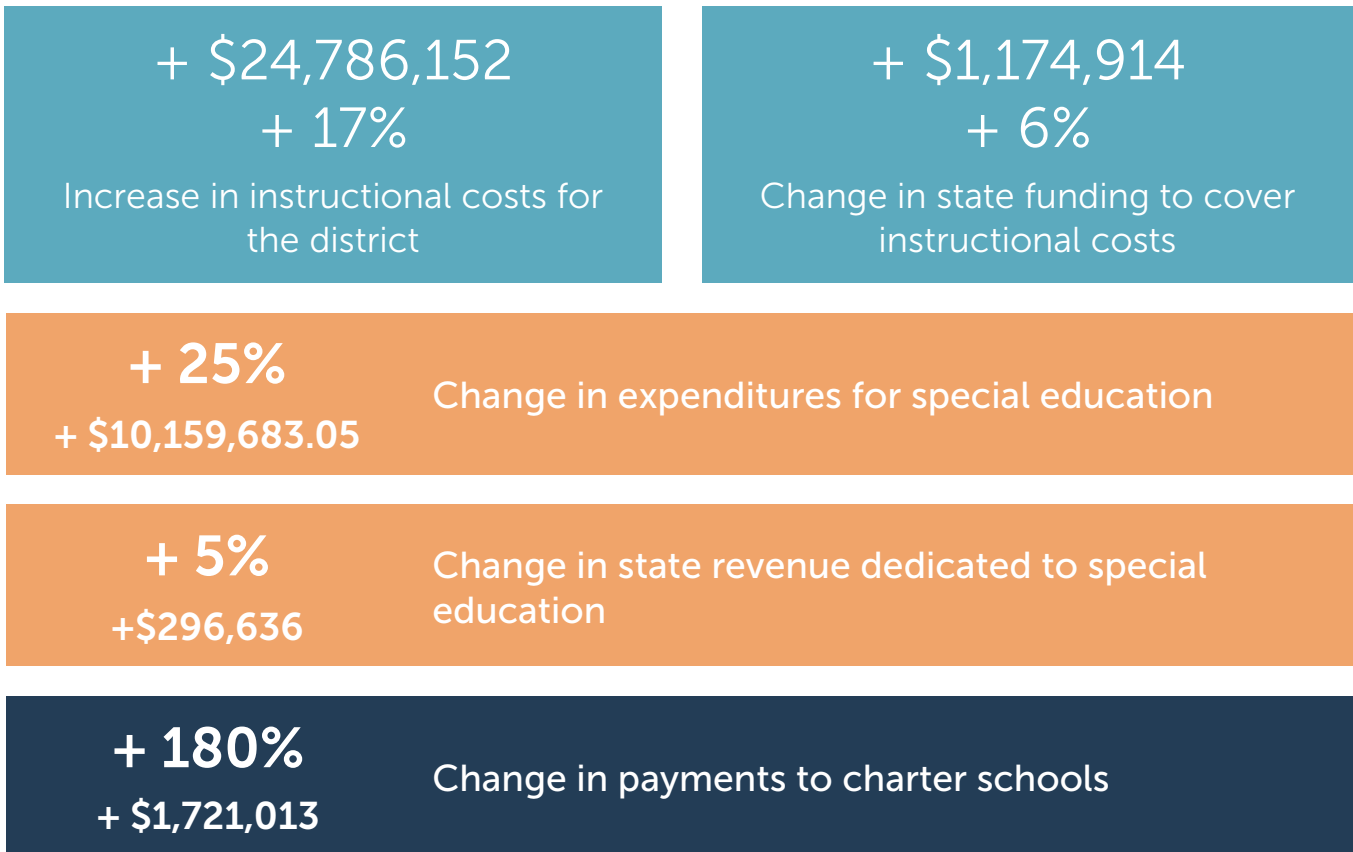 + $24,786,152
+ 17%
Increase in instructional costs for
the district
+ $1,174,914
+ 6%
Change in state funding to cover
instructional costs
+ 25%
+ $10,159,683.05
Change in expenditures for special education
+ 5%
+$296,636
Change in state revenue dedicated to special
education
+ 180%
+ $1,721,013
Change in payments to charter schools